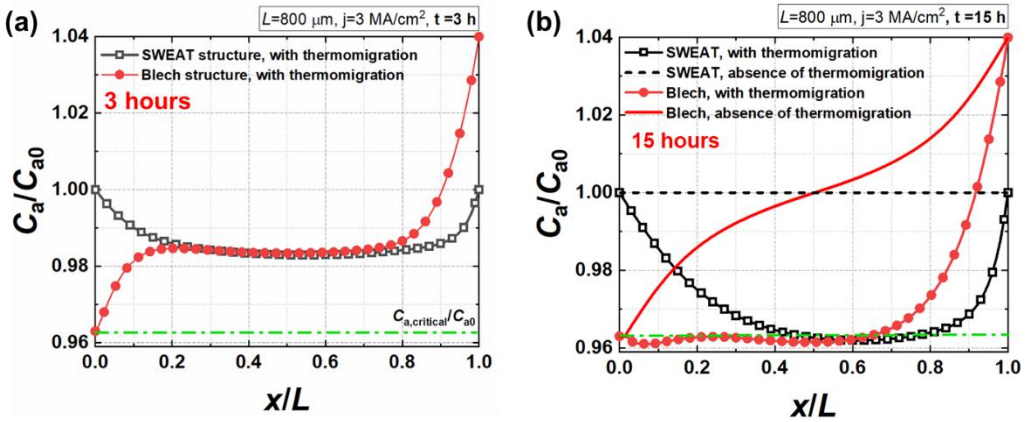 (a)
L=800 μm, j=3 MA/cm², t=3 h
1.04
1.02
1.00
0.98
0.96
Cₐ/Cₐ₀
SWEAT structure, with thermomigration
Blech structure, with thermomigration
3 hours
Cₐ,critical/Cₐ₀
0.0 0.2 0.4 0.6 0.8 1.0
x/L
(b)
L=800 μm, j=3 MA/cm², t =15 h
1.04
1.02
1.00
0.98
0.96
Cₐ/Cₐ₀
SWEAT, with thermomigration
SWEAT, absence of thermomigration
Blech, with thermomigration
Blech, absence of thermomigration
15 hours
0.0 0.2 0.4 0.6 0.8 1.0
x/L